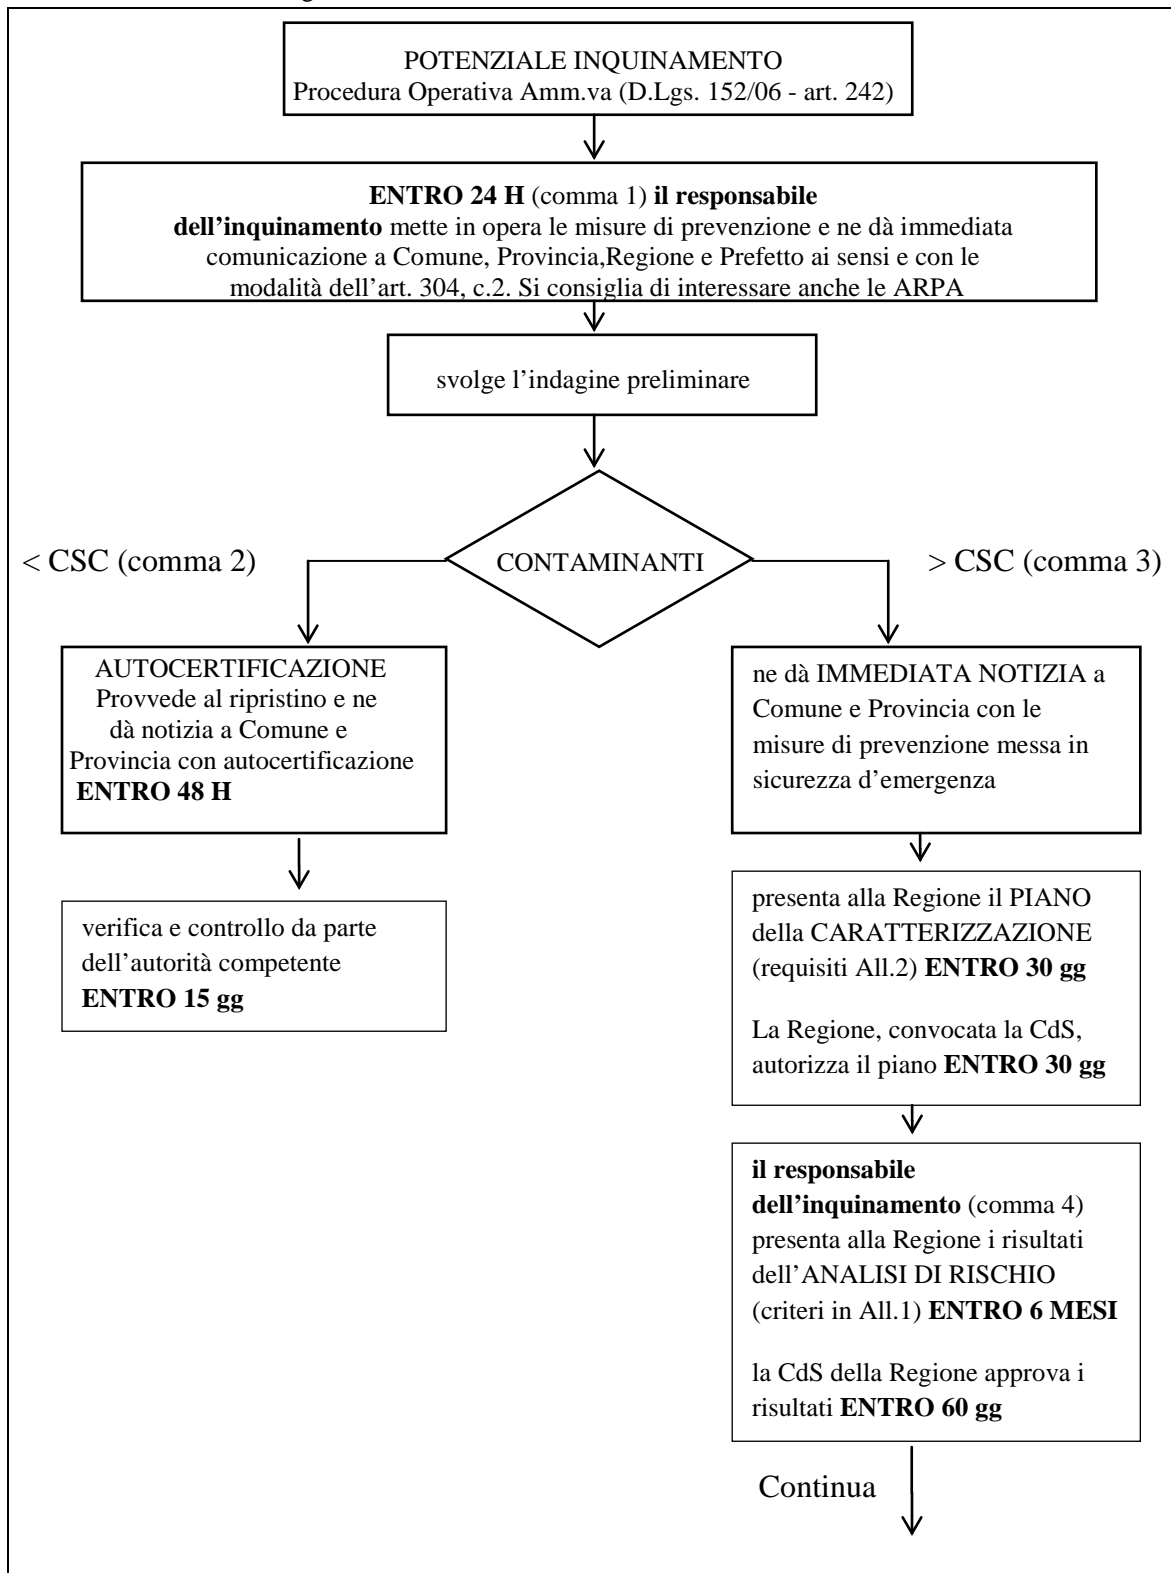 POTENZIALE INQUINAMENTO
Procedura Operativa Amm.va (D.Lgs. 152/06 - art. 242)
ENTRO 24 H (comma 1) il responsabile
dell’inquinamento mette in opera le misure di prevenzione e ne dà immediata
comunicazione a Comune, Provincia,Regione e Prefetto ai sensi e con le
modalità dell’art. 304, c.2. Si consiglia di interessare anche le ARPA
svolge l’indagine preliminare
CONTAMINANTI
< CSC (comma 2)
> CSC (comma 3)
AUTOCERTIFICAZIONE
Provvede al ripristino e ne
dà notizia a Comune e
Provincia con autocertificazione
ENTRO 48 H
verifica e controllo da parte
dell’autorità competente
ENTRO 15 gg
ne dà IMMEDIATA NOTIZIA a
Comune e Provincia con le
misure di prevenzione messa in
sicurezza d’emergenza
presenta alla Regione il PIANO
della CARATTERIZZAZIONE
(requisiti All.2) ENTRO 30 gg
La Regione, convocata la CdS,
autorizza il piano ENTRO 30 gg
il responsabile
dell’inquinamento (comma 4)
presenta alla Regione i risultati
dell’ANALISI DI RISCHIO
(criteri in All.1) ENTRO 6 MESI
la CdS della Regione approva i
risultati ENTRO 60 gg
Continua